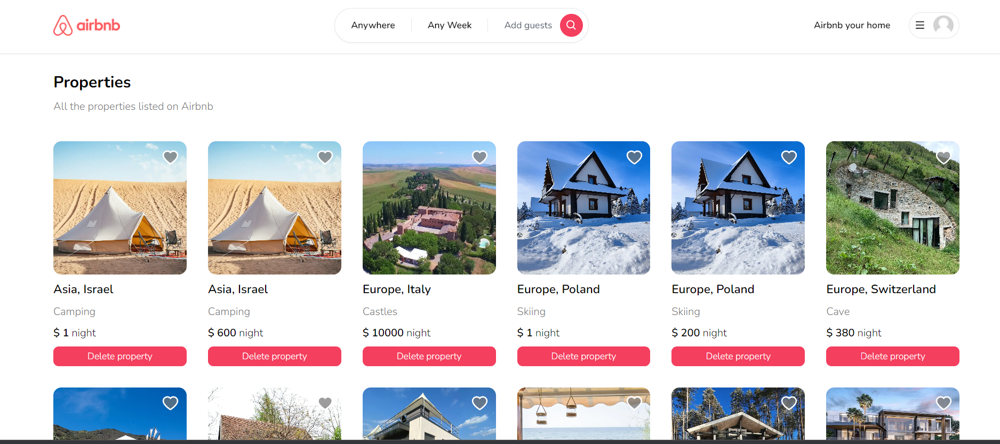 airbnb
Anywhere
Any Week
Add guests
Airbnb your home
Properties
All the properties listed on Airbnb
Asia, Israel
Camping
$ 1 night
Delete property
Asia, Israel
Camping
$ 600 night
Delete property
Europe, Italy
Castles
$ 10000 night
Delete property
Europe, Poland
Skiing
$ 1 night
Delete property
Europe, Poland
Skiing
$ 200 night
Delete property
Europe, Switzerland
Cave
$ 380 night
Delete property